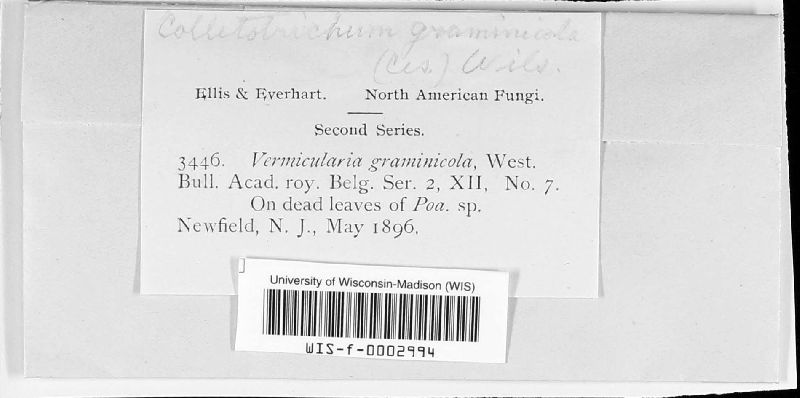 Colletotrichum graminicola
(Ces.) Wils.
Ellis & Everhart. North American Fungi.
Second Series.
3446. Vermicularia graminicola, West.
Bull. Acad. roy. Belg. Ser. 2, XII, No. 7.
On dead leaves of Poa. sp.
Newfield, N. J., May 1896.
University of Wisconsin-Madison (WIS)
WIS-f-0002994